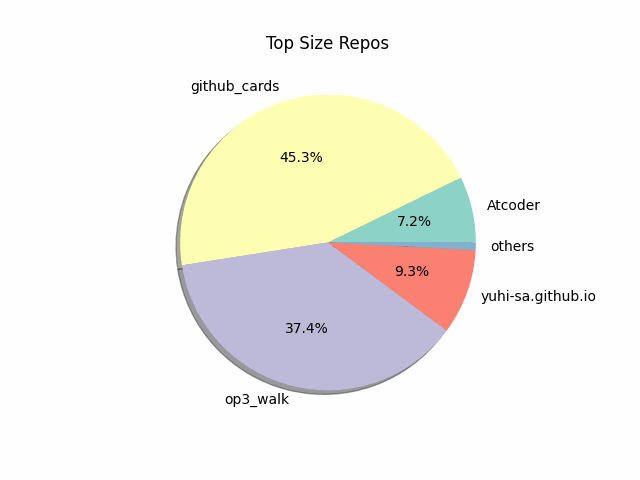 Top Size Repos
github_cards
45.3%
Atcoder
7.2%
others
9.3%
yuhi-sa.github.io
37.4%
op3_walk